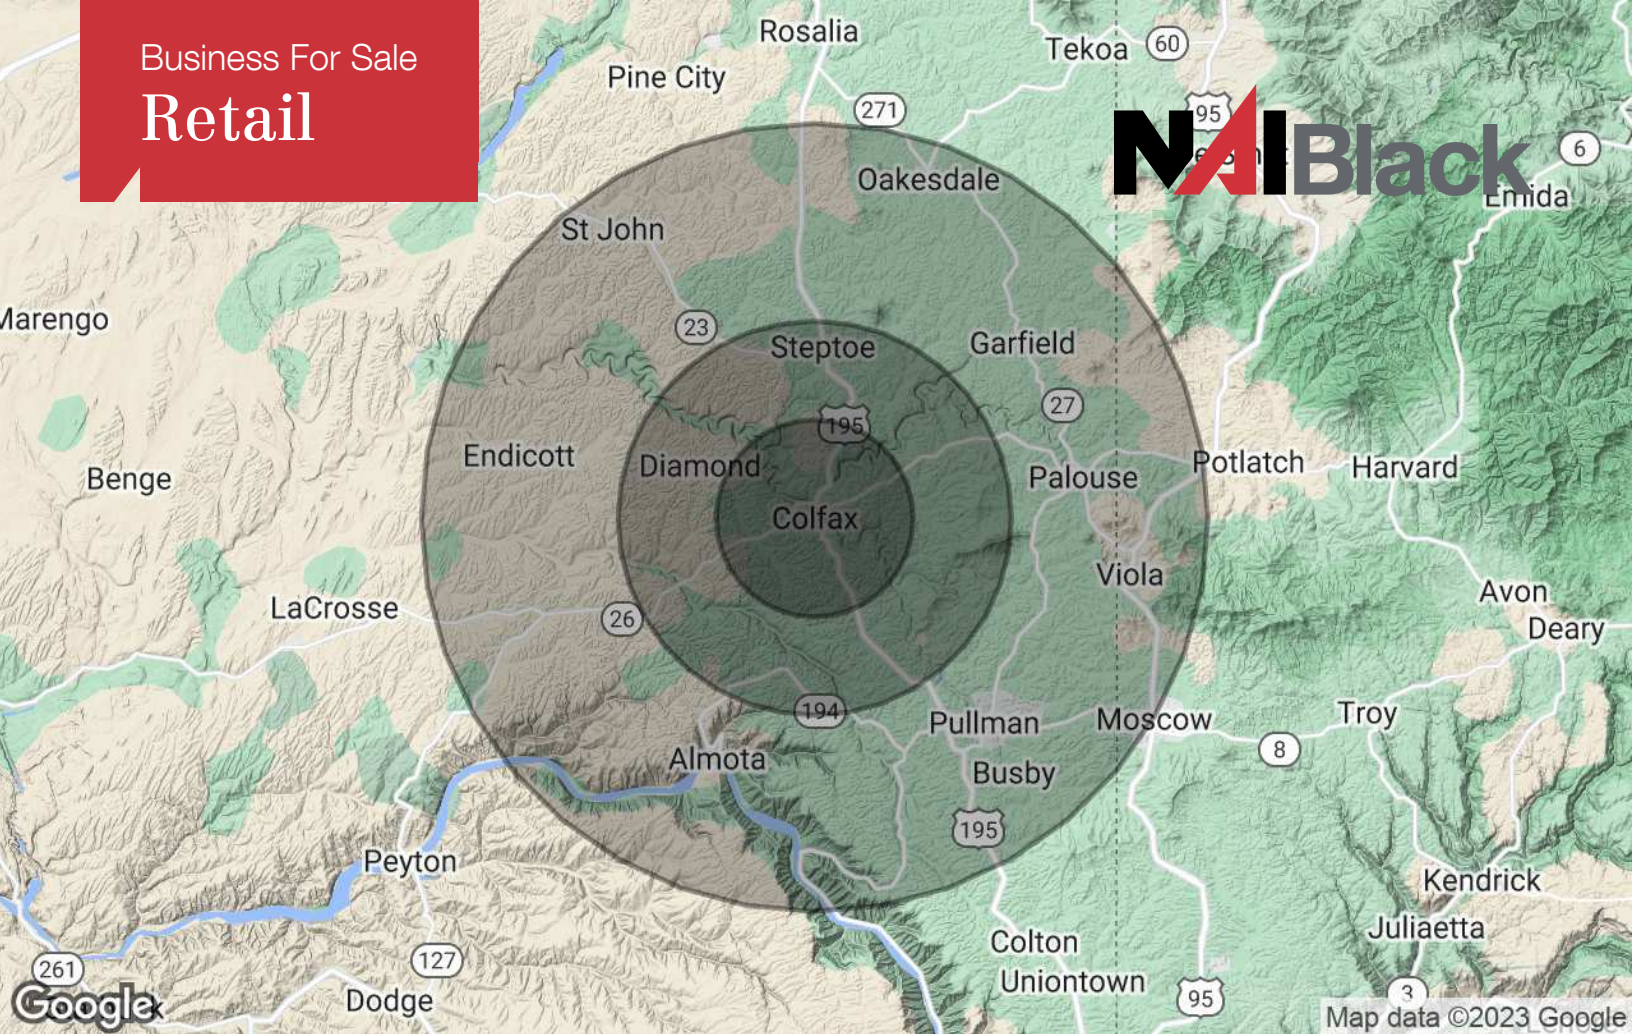 Business For Sale
Retail
NAIBlack
Rosalia
Tekoa
60
Pine City
271
95
6
Oakesdale
Emida
St John
Marengo
23
Steptoe
Garfield
27
195
Endicott
Diamond
Benge
Palouse
Potlatch
Harvard
Colfax
Viola
Avon
LaCrosse
26
Deary
194
Pullman
Moscow
Troy
8
Almota
Busby
195
Peyton
Kendrick
Juliaetta
Colton
127
261
Uniontown
Dodge
95
3
Google
Map data ©2023 Google